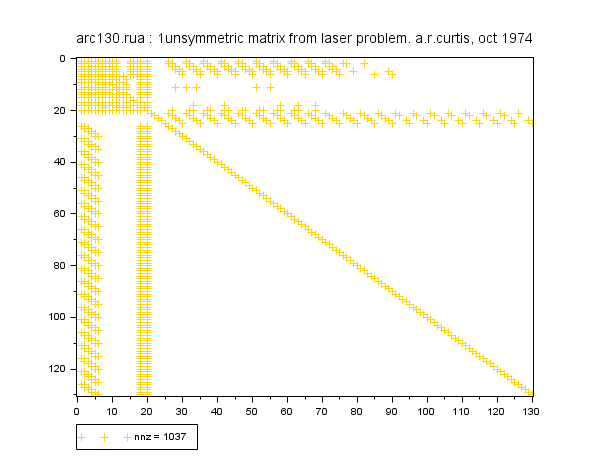 arc130.rua : 1unsymmetric matrix from laser problem. a.r.curtis, oct 1974
0
20
40
60
80
100
120
0 10 20 30 40 50 60 70 80 90 100 110 120 130
nnz = 1037